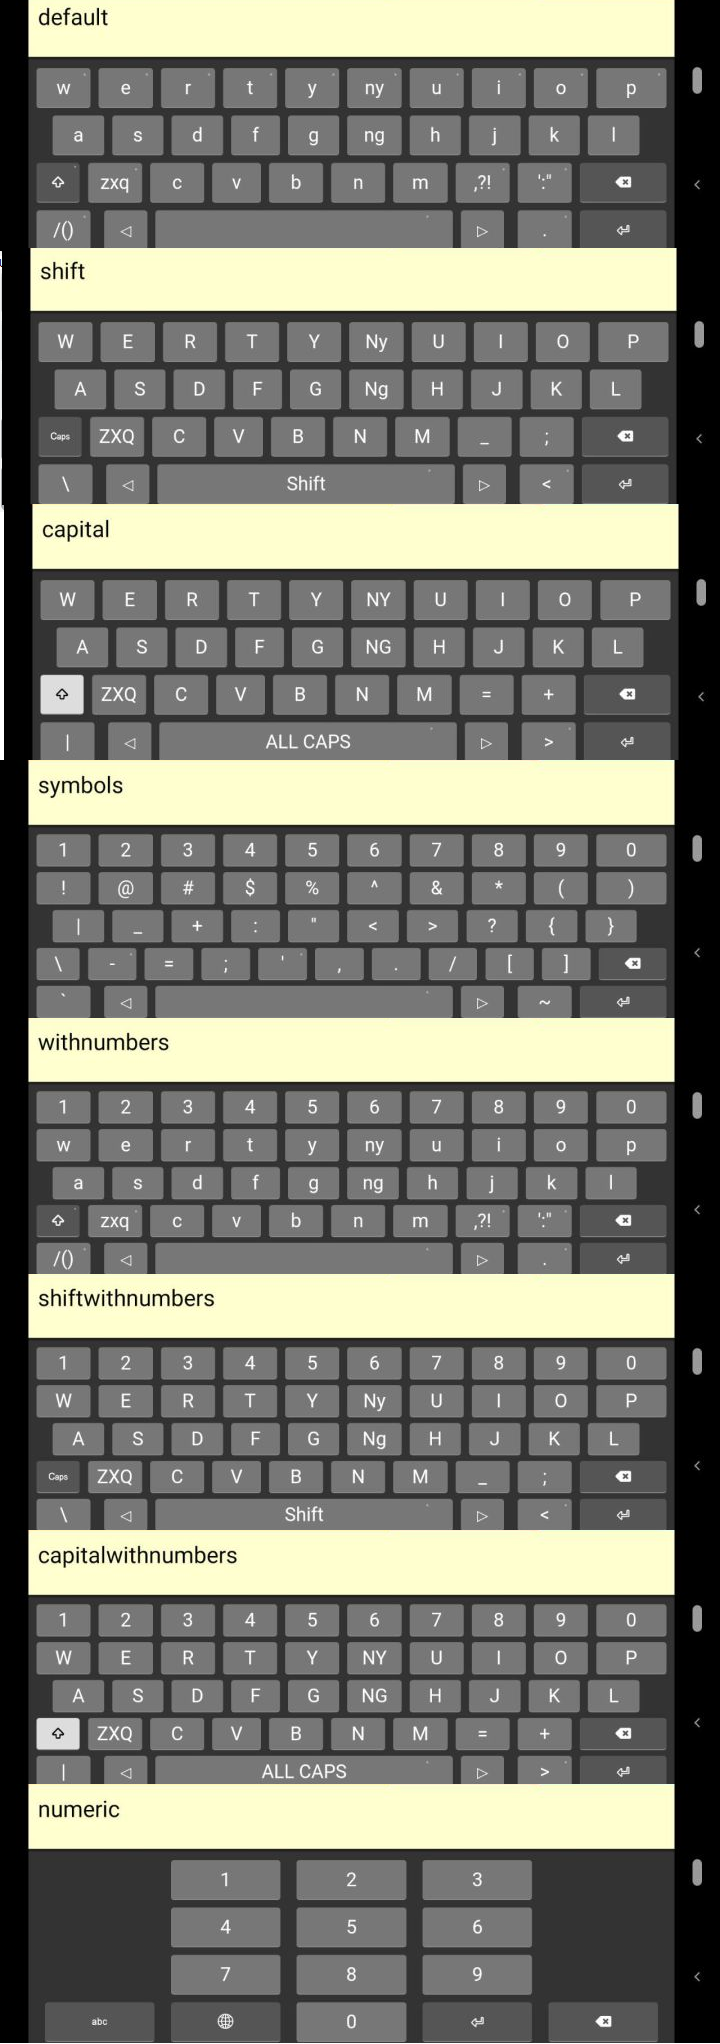 default
w e r t y ny u i o p
a s d f g ng h j k l
zxq c v b n m ,?! ':"
/() .
shift
W E R T Y Ny U I O P
A S D F G Ng H J K L
Caps ZXQ C V B N M _ ;
\ Shift <
capital
W E R T Y NY U I O P
A S D F G NG H J K L
ZXQ C V B N M = +
| ALL CAPS >
symbols
1 2 3 4 5 6 7 8 9 0
! @ # $ % ^ & * ( )
| _ + : " < > ? { }
\ - = ; ' , . / [ ]
` ~
withnumbers
1 2 3 4 5 6 7 8 9 0
w e r t y ny u i o p
a s d f g ng h j k l
zxq c v b n m ,?! ':"
/() .
shiftwithnumbers
1 2 3 4 5 6 7 8 9 0
W E R T Y Ny U I O P
A S D F G Ng H J K L
Caps ZXQ C V B N M _ ;
\ Shift <
capitalwithnumbers
1 2 3 4 5 6 7 8 9 0
W E R T Y NY U I O P
A S D F G NG H J K L
ZXQ C V B N M = +
| ALL CAPS >
numeric
1 2 3
4 5 6
7 8 9
abc 0